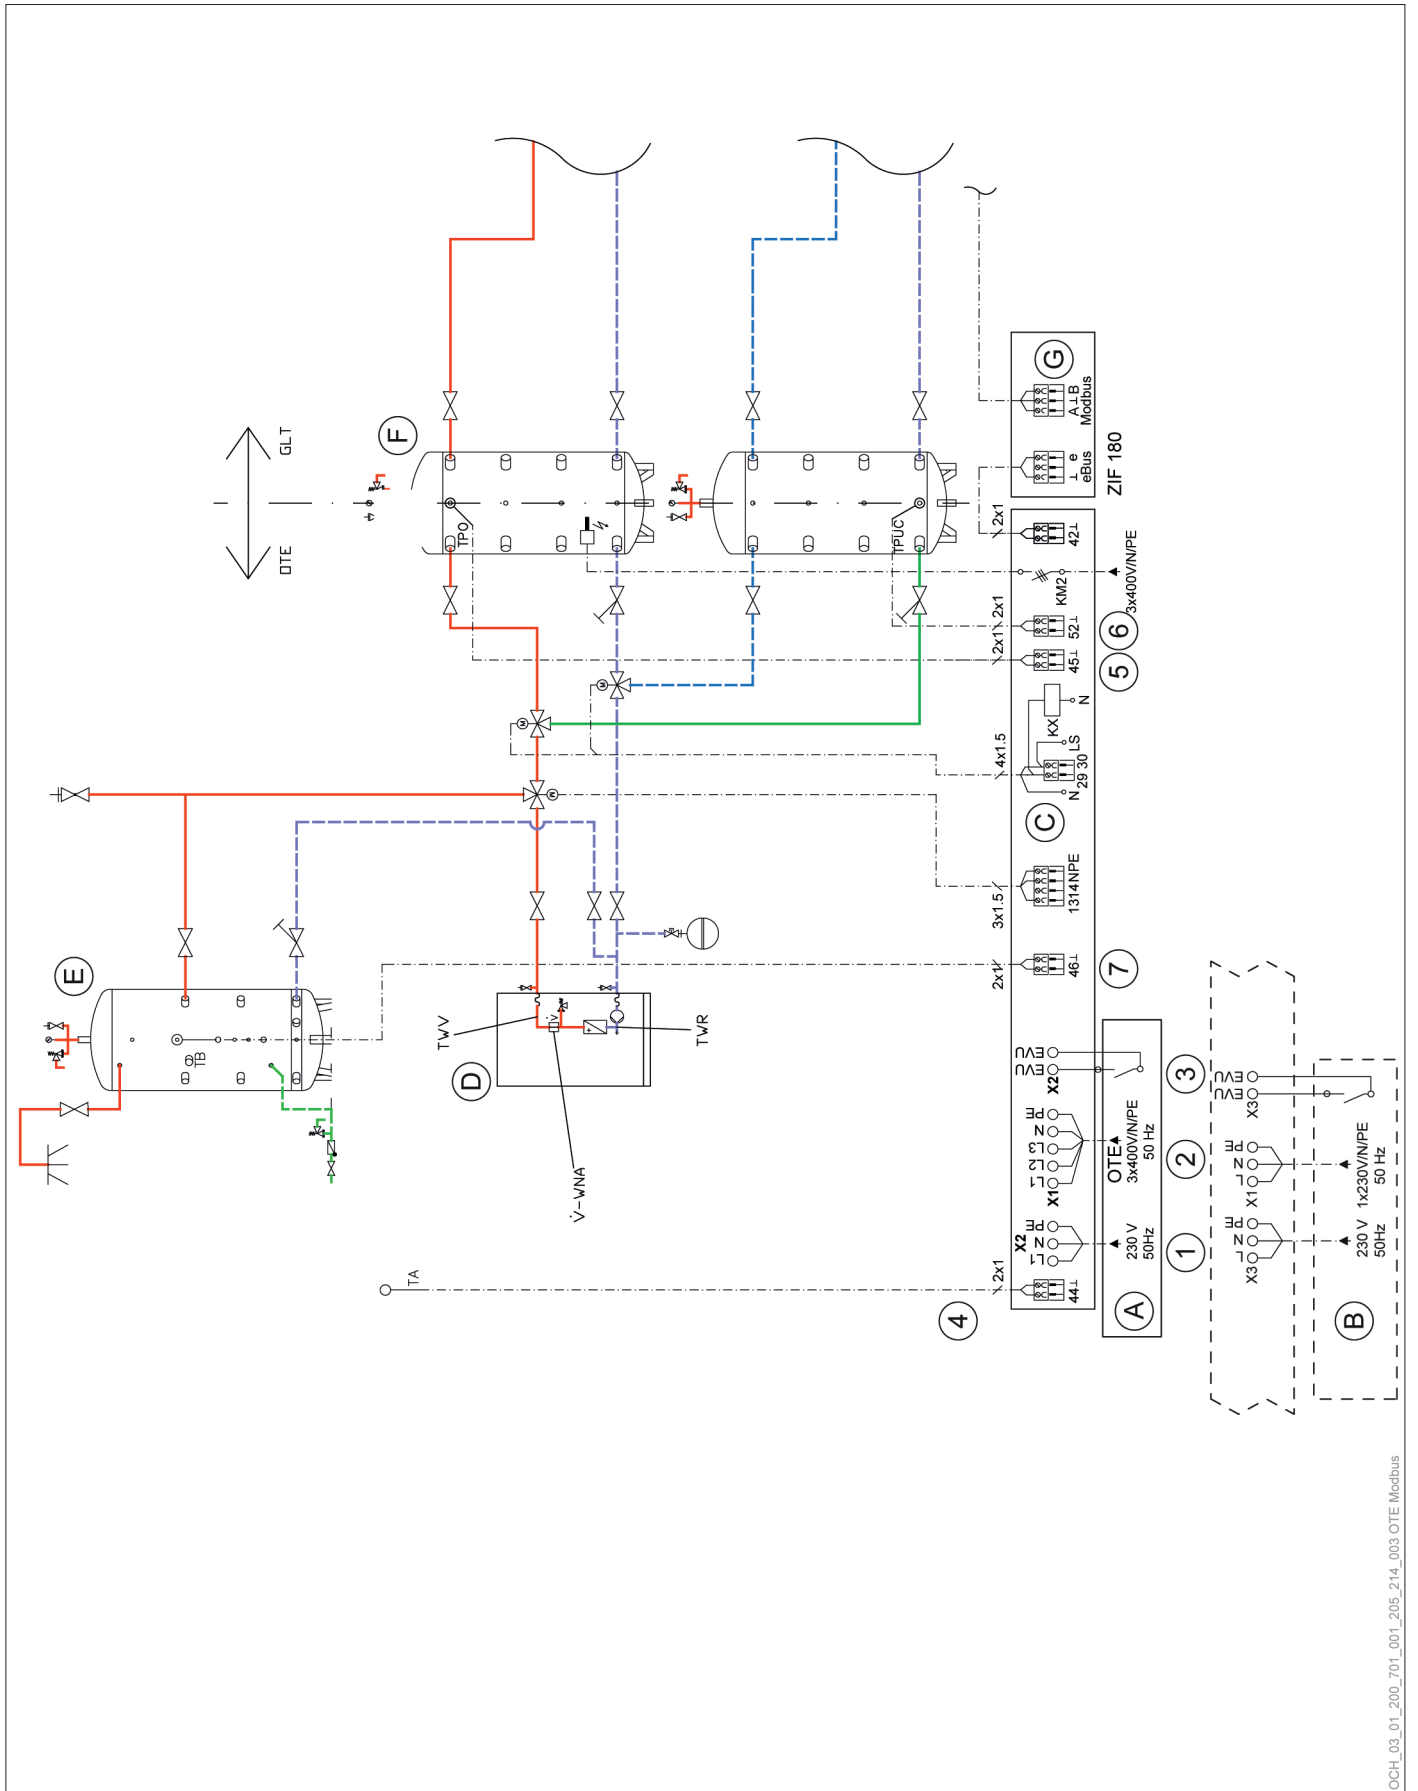 GLT
OTE
F
TPO
TPUC
G
A ⊥ B
Modbus
⊥ e
eBus
ZIF 180
2x1
42⊥
KM2
3x400V/N/PE
2x1
52⊥
6
2x1
45⊥
5
M
M
M
KX
N
LS
4x1.5
29 30
N
C
3x1.5
1314NPE
2x1
46⊥
7
E
TB
TWV
D
V̇
TWR
V̇-WNA
EVU
EVU
X2
PE
N
L3
L2
L1
X1
OTE
3x400V/N/PE
50 Hz
X2
PE
N
L1
230 V
50Hz
TA
2x1
44⊥
4
A
3
2
1
EVU
EVU
X3
PE
N
L
X1
1x230V/N/PE
50 Hz
PE
N
L
X3
230 V
50Hz
B
OCH_03_01_200_701_001_205_214_003 OTE Modbus